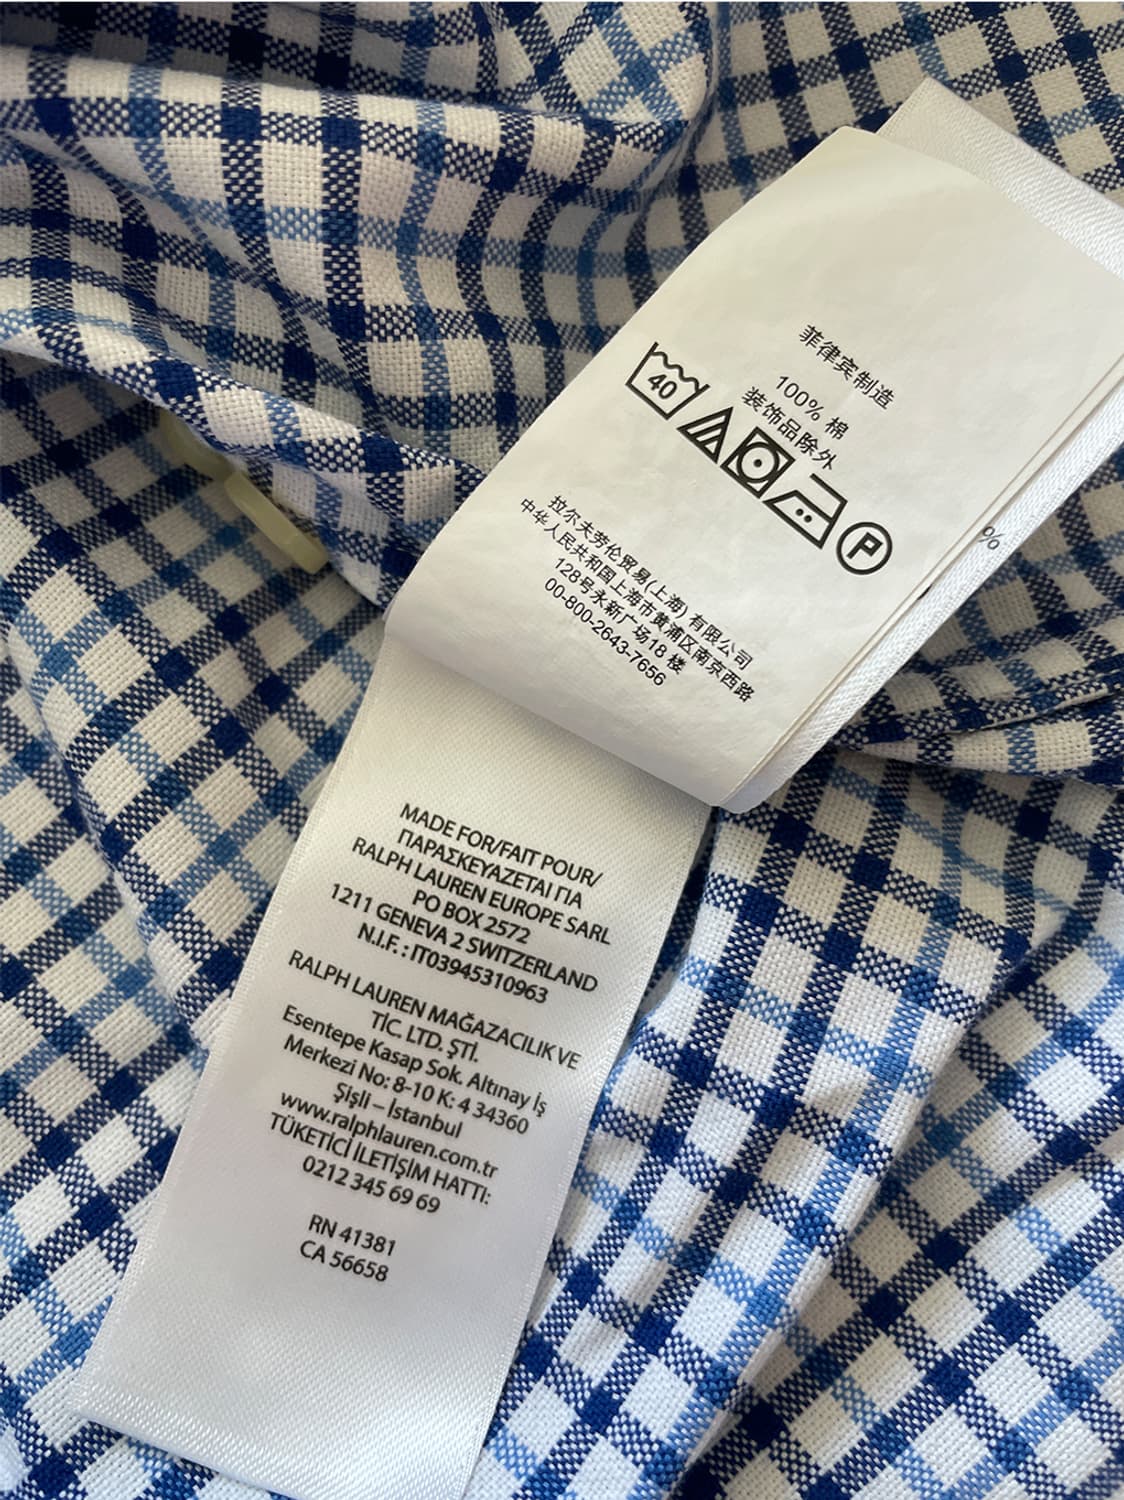 菲律宾制造
100% 棉
装饰品除外
40
P
拉尔夫劳伦贸易(上海)有限公司
中华人民共和国上海市黄浦区南京西路
128号永新广场18 楼
00-800-2643-7656
%
MADE FOR/FAIT POUR/
ΠΑΡΑΣΚΕΥΑΖΕΤΑΙ ΓΙΑ
RALPH LAUREN EUROPE SARL
PO BOX 2572
1211 GENEVA 2 SWITZERLAND
N.I.F. : IT03945310963
RALPH LAUREN MAĞAZACILIK VE
TİC. LTD. ŞTİ.
Esentepe Kasap Sok. Altınay İş
Merkezi No: 8-10 K: 4 34360
Şişli – İstanbul
www.ralphlauren.com.tr
TÜKETİCİ İLETİŞİM HATTI:
0212 345 69 69
RN 41381
CA 56658